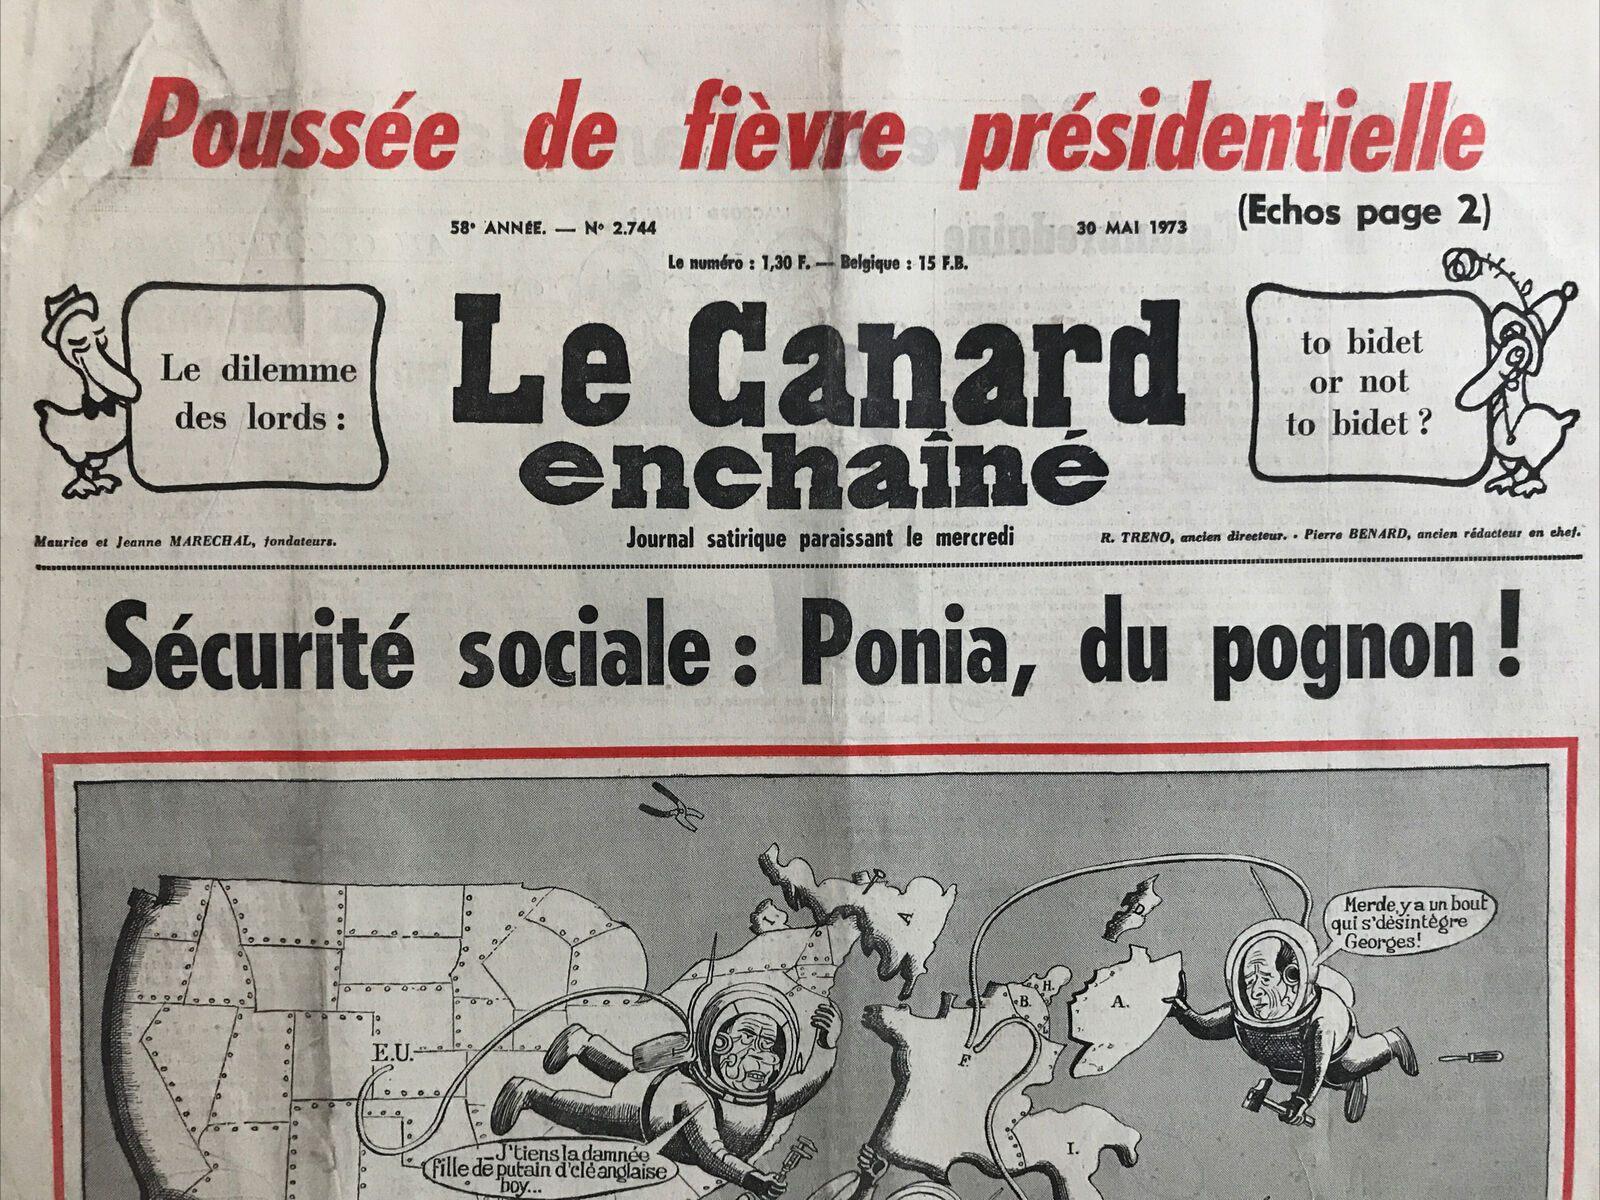 Poussée de fièvre présidentielle
(Echos page 2)
58e ANNÉE. — No 2.744
30 MAI 1973
Le numéro : 1,30 F. — Belgique : 15 F.B.
Le dilemme
des lords :
Le Canard
enchaîné
to bidet
or not
to bidet ?
Maurice et Jeanne MARECHAL, fondateurs.
Journal satirique paraissant le mercredi
R. TRENO, ancien directeur. - Pierre BENARD, ancien rédacteur en chef.
Sécurité sociale : Ponia, du pognon !
Merde, y a un bout
qui s'désintègre
Georges!
I.
A
D.
H.
B.
A.
F.
E.U.
I.
J'tiens la damnée
fille de putain d'clé anglaise
boy...